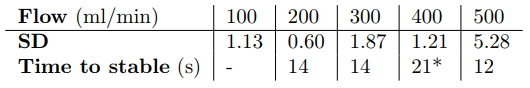 Flow (ml/min) 100 200 300 400 500
SD 1.13 0.60 1.87 1.21 5.28
Time to stable (s) - 14 14 21* 12